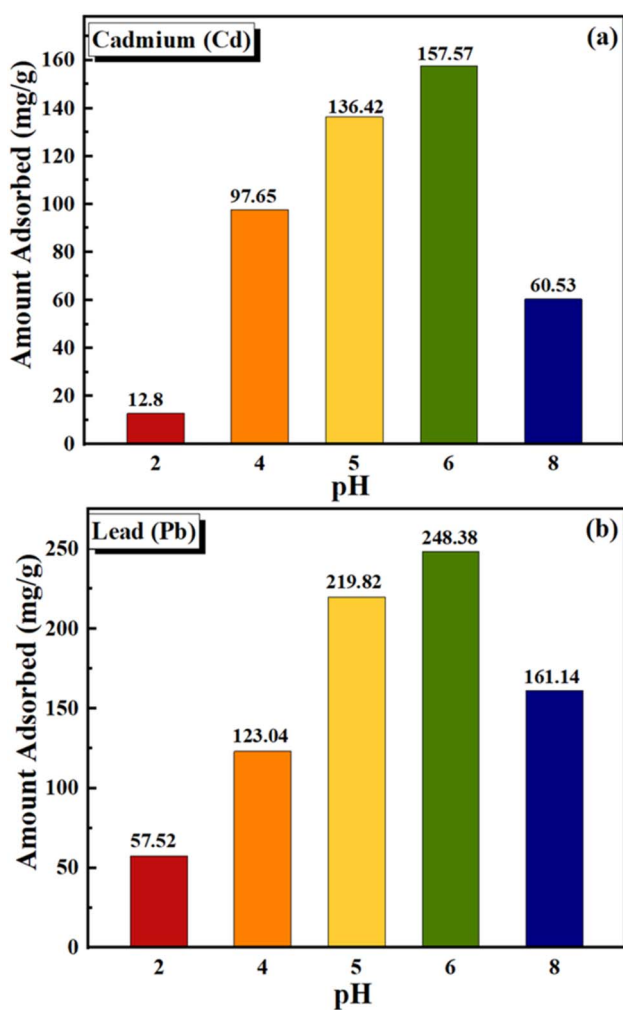 Cadmium (Cd)
(a)
Amount Adsorbed (mg/g)
160
140
120
100
80
60
40
20
0
12.8
97.65
136.42
157.57
60.53
2 4 5 6 8
pH
Lead (Pb)
(b)
Amount Adsorbed (mg/g)
250
200
150
100
50
0
57.52
123.04
219.82
248.38
161.14
2 4 5 6 8
pH